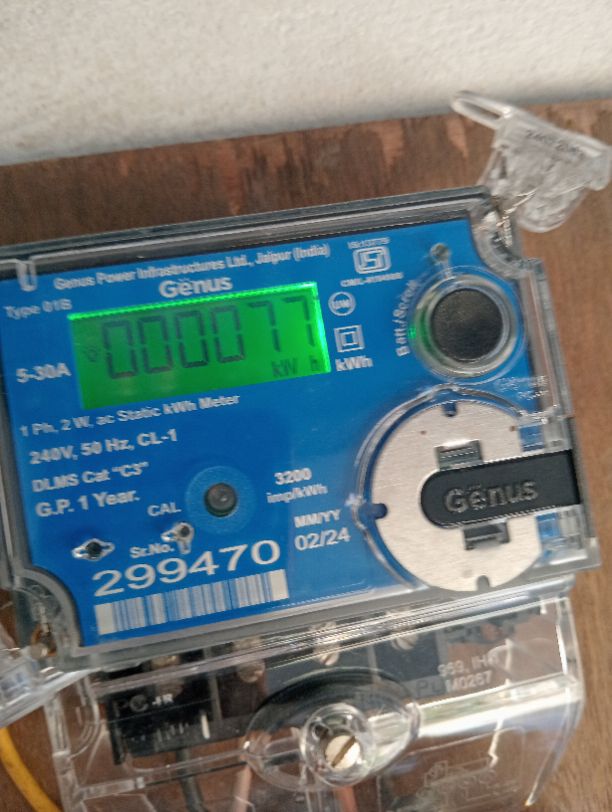 Genus Power Infrastructures Ltd., Jaipur (India)
Genus
Type 01B
000077
kW h
5-30A
kWh
Batt./Scroll
1 Ph, 2 W, ac Static kWh Meter
240V, 50 Hz, CL-1
DLMS Cat "C3"
G.P. 1 Year.
CAL
3200
imp/kWh
MM/YY
02/24
Sr.No.
299470
Genus